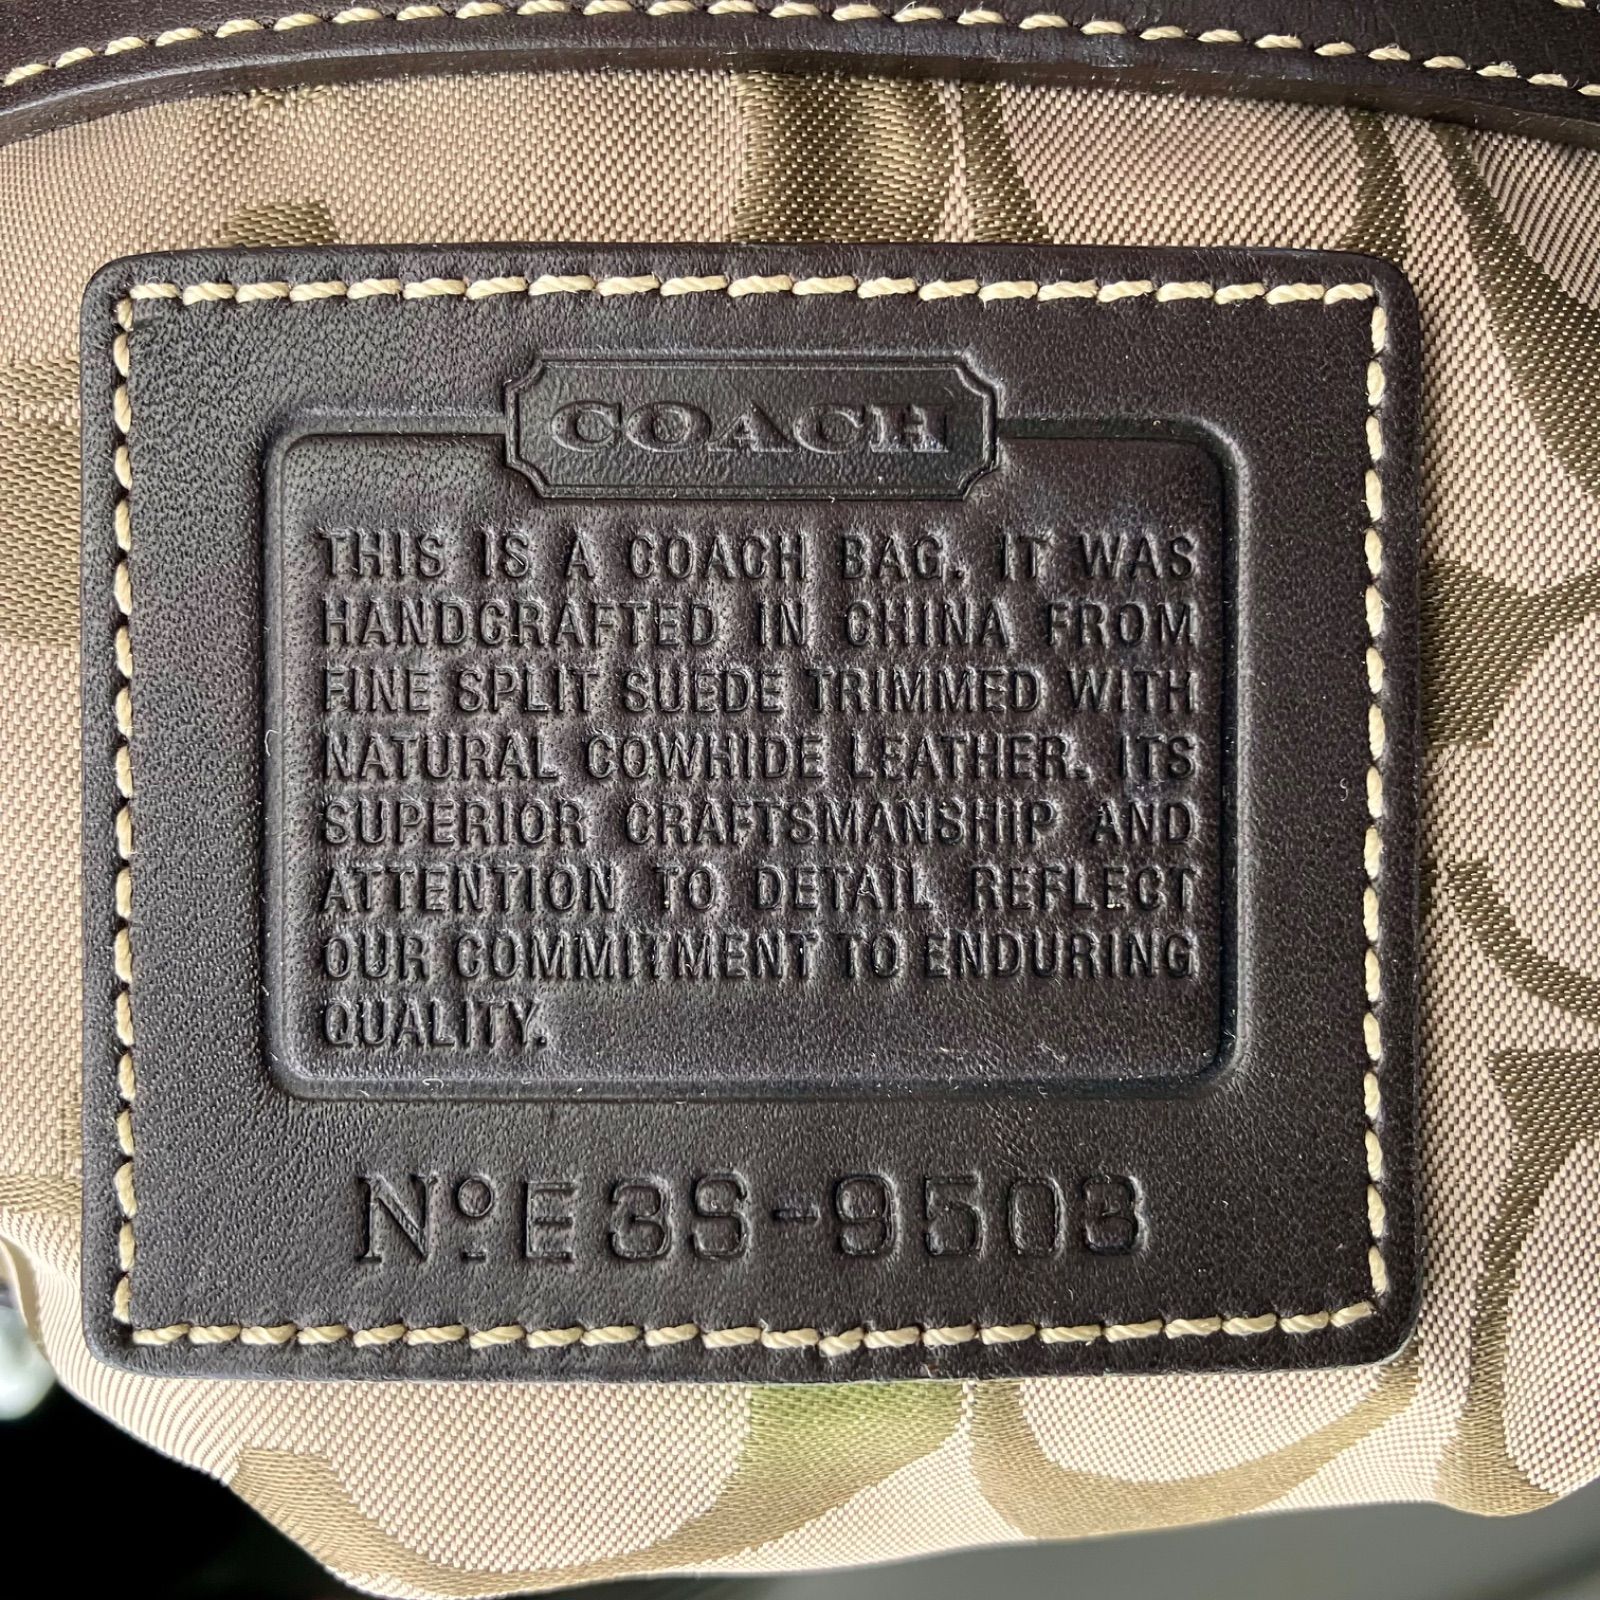 COACH
THIS IS A COACH BAG. IT WAS
HANDCRAFTED IN CHINA FROM
FINE SPLIT SUEDE TRIMMED WITH
NATURAL COWHIDE LEATHER. ITS
SUPERIOR CRAFTSMANSHIP AND
ATTENTION TO DETAIL REFLECT
OUR COMMITMENT TO ENDURING
QUALITY.
Nº E3S-9503